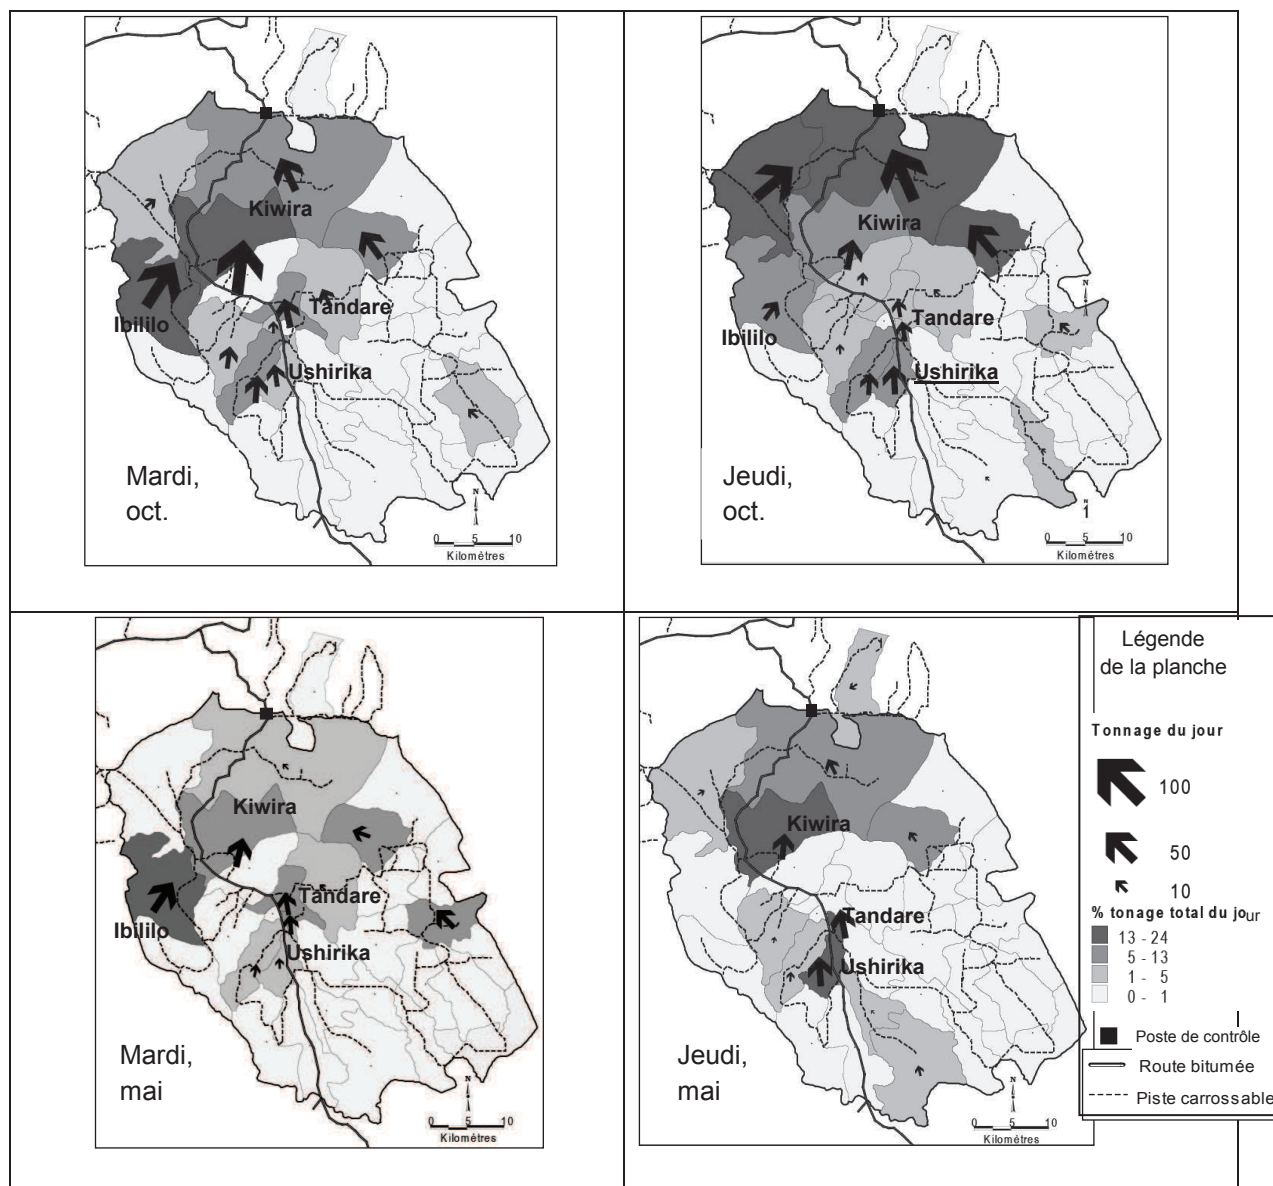 Kiwira
Tandare
Ibililo
Ushirika
Mardi,
oct.
N
0 5 10
Kilomètres
Kiwira
Tandare
Ibililo
Ushirika
Jeudi,
oct.
N
N
1
0 5 10
Kilomètres
Kiwira
Tandare
Ibililo
Ushirika
Mardi,
mai
N
0 5 10
Kilomètres
Kiwira
Tandare
Ushirika
Jeudi,
mai
N
0 5 10
Kilomètres
Légende
de la planche
Tonnage du jour
100
50
10
% tonage total du jour
13 - 24
5 - 13
1 - 5
0 - 1
Poste de contrôle
Route bitumée
Piste carrossable